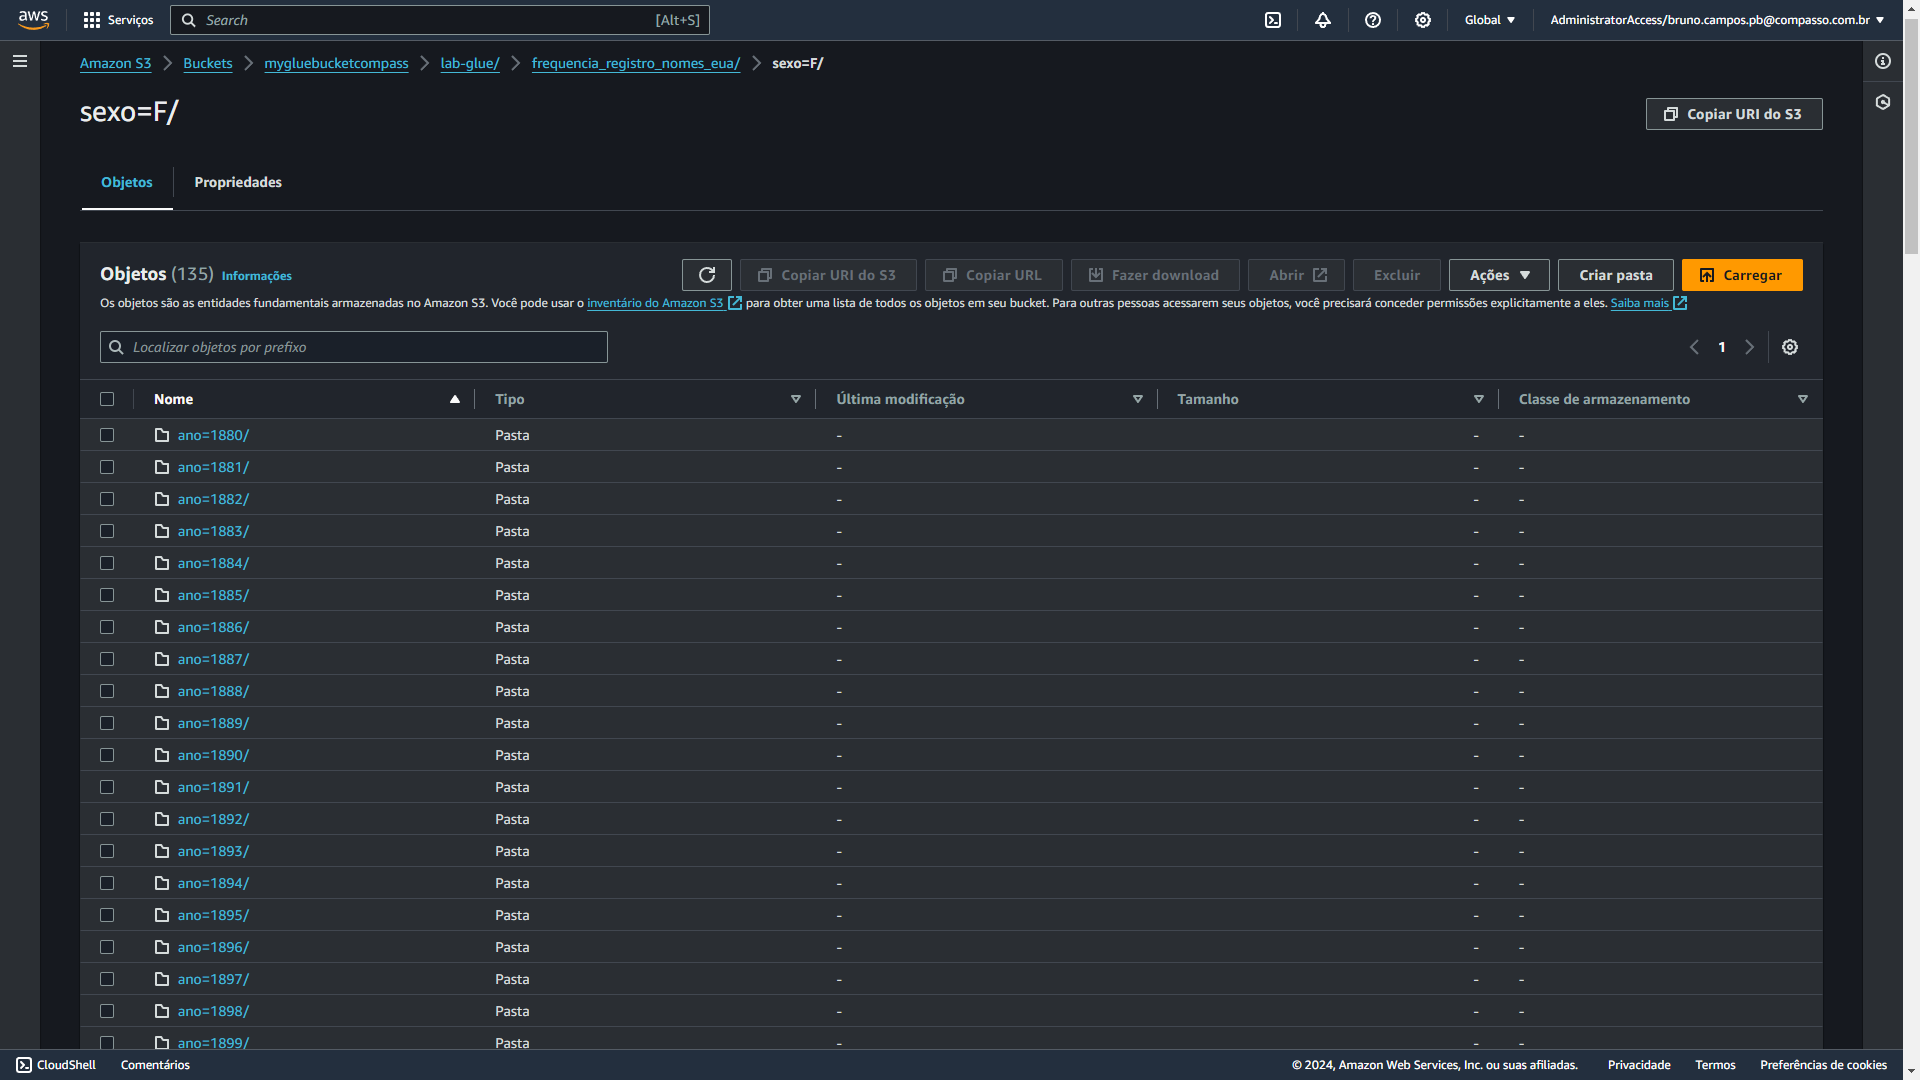 aws Serviços Search [Alt+S] Global AdministratorAccess/bruno.campos.pb@compasso.com.br
Amazon S3 Buckets mygluebucketcompass lab-glue/ frequencia_registro_nomes_eua/ sexo=F/
sexo=F/
Copiar URI do S3
Objetos Propriedades
Objetos (135) Informações
Copiar URI do S3 Copiar URL Fazer download Abrir Excluir Ações Criar pasta Carregar
Os objetos são as entidades fundamentais armazenadas no Amazon S3. Você pode usar o inventário do Amazon S3 para obter uma lista de todos os objetos em seu bucket. Para outras pessoas acessarem seus objetos, você precisará conceder permissões explicitamente a eles. Saiba mais
Localizar objetos por prefixo
1
Nome Tipo Última modificação Tamanho Classe de armazenamento
ano=1880/ Pasta - - -
ano=1881/ Pasta - - -
ano=1882/ Pasta - - -
ano=1883/ Pasta - - -
ano=1884/ Pasta - - -
ano=1885/ Pasta - - -
ano=1886/ Pasta - - -
ano=1887/ Pasta - - -
ano=1888/ Pasta - - -
ano=1889/ Pasta - - -
ano=1890/ Pasta - - -
ano=1891/ Pasta - - -
ano=1892/ Pasta - - -
ano=1893/ Pasta - - -
ano=1894/ Pasta - - -
ano=1895/ Pasta - - -
ano=1896/ Pasta - - -
ano=1897/ Pasta - - -
ano=1898/ Pasta - - -
ano=1899/ Pasta - - -
CloudShell Comentários © 2024, Amazon Web Services, Inc. ou suas afiliadas. Privacidade Termos Preferências de cookies